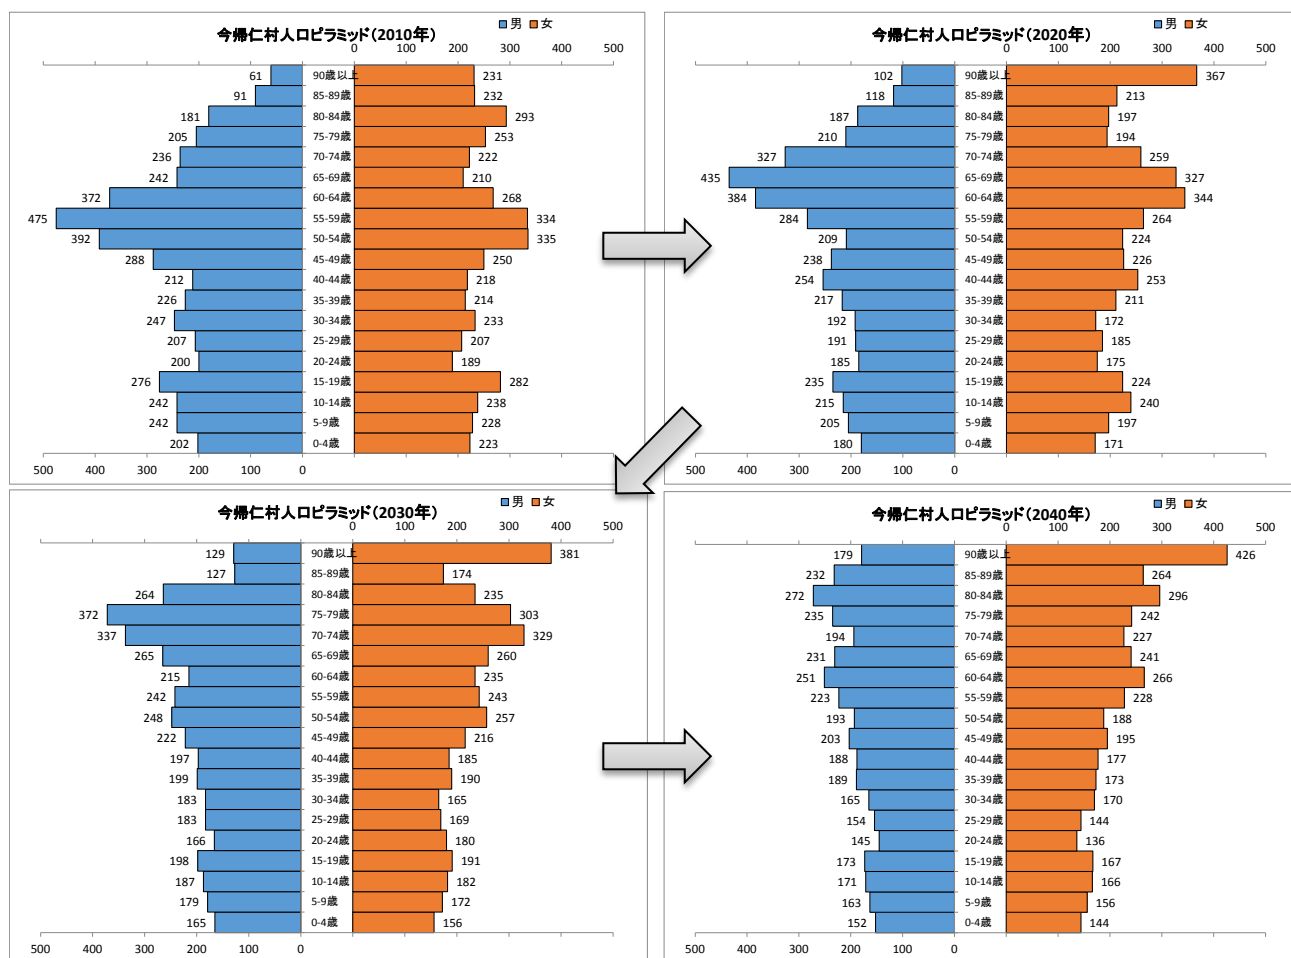 今帰仁村人口ピラミッド(2010年)
■男 ■女
0 100 200 300 400 500
61 90歳以上 231
91 85-89歳 232
181 80-84歳 293
205 75-79歳 253
236 70-74歳 222
242 65-69歳 210
372 60-64歳 268
475 55-59歳 334
392 50-54歳 335
288 45-49歳 250
212 40-44歳 218
226 35-39歳 214
247 30-34歳 233
207 25-29歳 207
200 20-24歳 189
276 15-19歳 282
242 10-14歳 238
242 5-9歳 228
202 0-4歳 223
500 400 300 200 100 0
今帰仁村人口ピラミッド(2020年)
■男 ■女
0 100 200 300 400 500
102 90歳以上 367
118 85-89歳 213
187 80-84歳 197
210 75-79歳 194
327 70-74歳 259
435 65-69歳 327
384 60-64歳 344
284 55-59歳 264
209 50-54歳 224
238 45-49歳 226
254 40-44歳 253
217 35-39歳 211
192 30-34歳 172
191 25-29歳 185
185 20-24歳 175
235 15-19歳 224
215 10-14歳 240
205 5-9歳 197
180 0-4歳 171
500 400 300 200 100 0
今帰仁村人口ピラミッド(2030年)
■男 ■女
0 100 200 300 400 500
129 90歳以上 381
127 85-89歳 174
264 80-84歳 235
372 75-79歳 303
337 70-74歳 329
265 65-69歳 260
215 60-64歳 235
242 55-59歳 243
248 50-54歳 257
222 45-49歳 216
197 40-44歳 185
199 35-39歳 190
183 30-34歳 165
183 25-29歳 169
166 20-24歳 180
198 15-19歳 191
187 10-14歳 182
179 5-9歳 172
165 0-4歳 156
500 400 300 200 100 0
今帰仁村人口ピラミッド(2040年)
■男 ■女
0 100 200 300 400 500
179 90歳以上 426
232 85-89歳 264
272 80-84歳 296
235 75-79歳 242
194 70-74歳 227
231 65-69歳 241
251 60-64歳 266
223 55-59歳 228
193 50-54歳 188
203 45-49歳 195
188 40-44歳 177
189 35-39歳 173
165 30-34歳 170
154 25-29歳 144
145 20-24歳 136
173 15-19歳 167
171 10-14歳 166
163 5-9歳 156
152 0-4歳 144
500 400 300 200 100 0